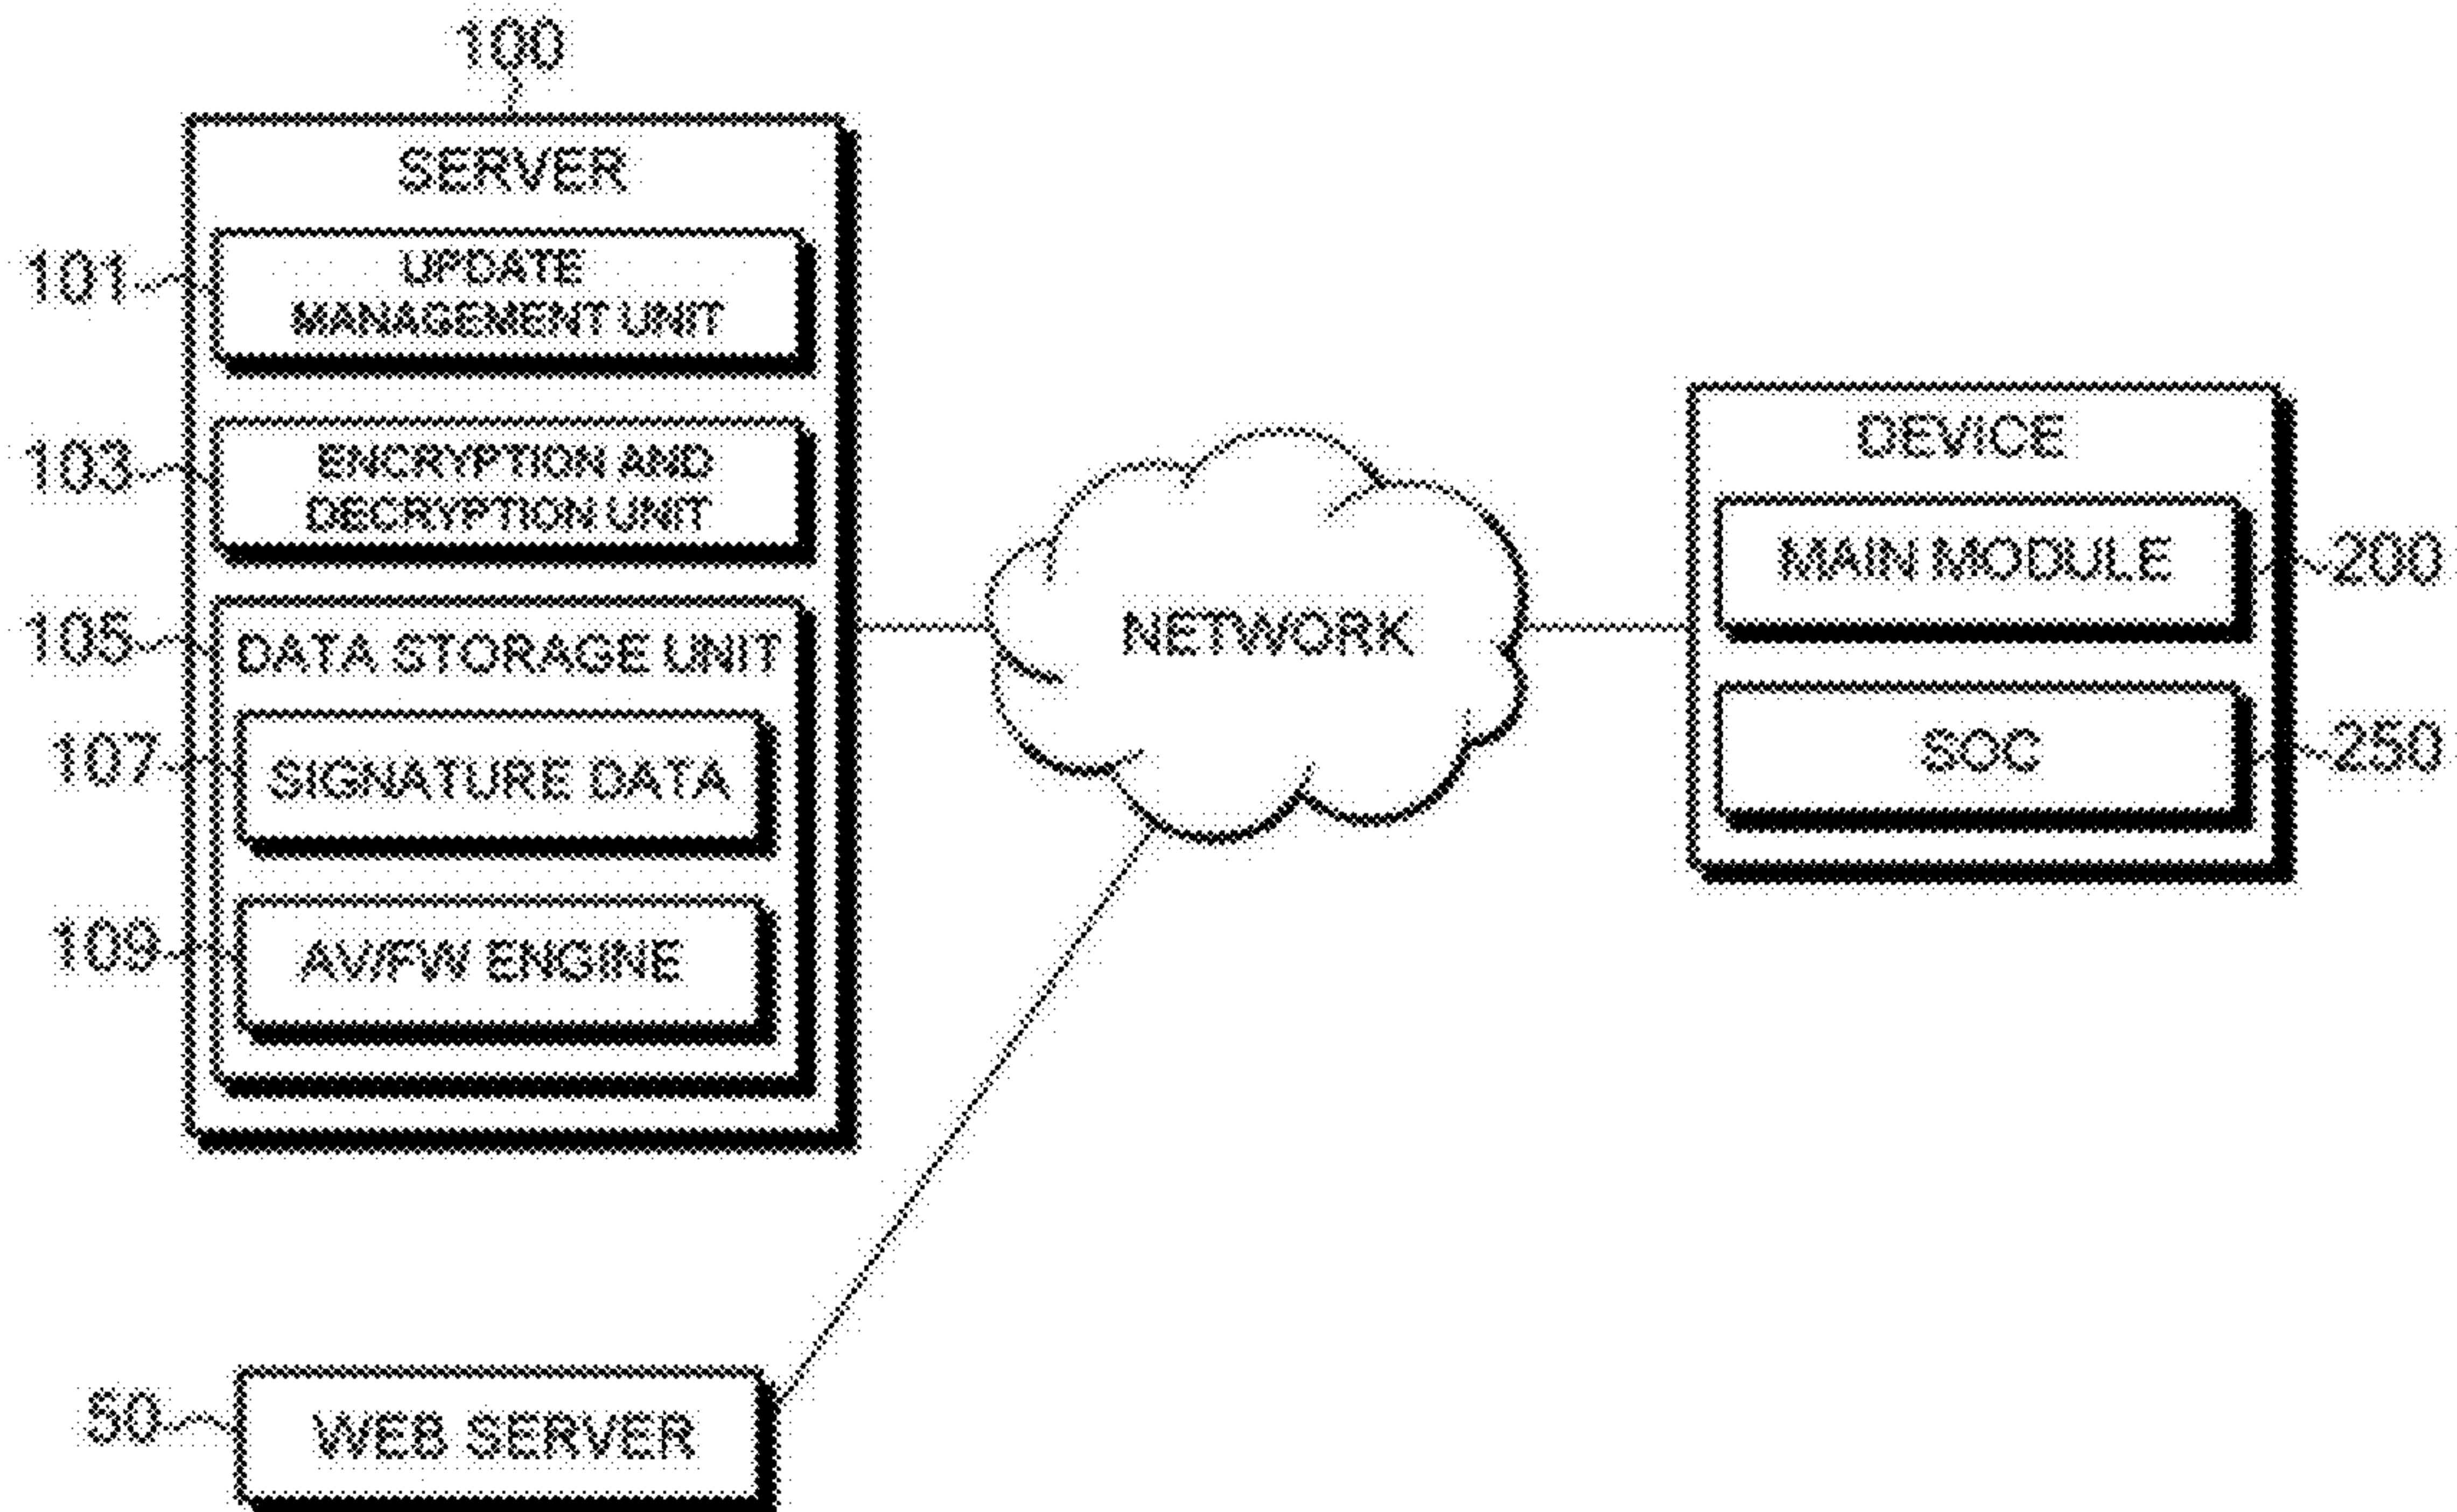 100
SERVER
101
UPDATE
MANAGEMENT UNIT
103
ENCRYPTION AND
DECRYPTION UNIT
105
DATA STORAGE UNIT
107
SIGNATURE DATA
109
AV/FW ENGINE
NETWORK
DEVICE
MAIN MODULE
200
SOC
250
50
WEB SERVER